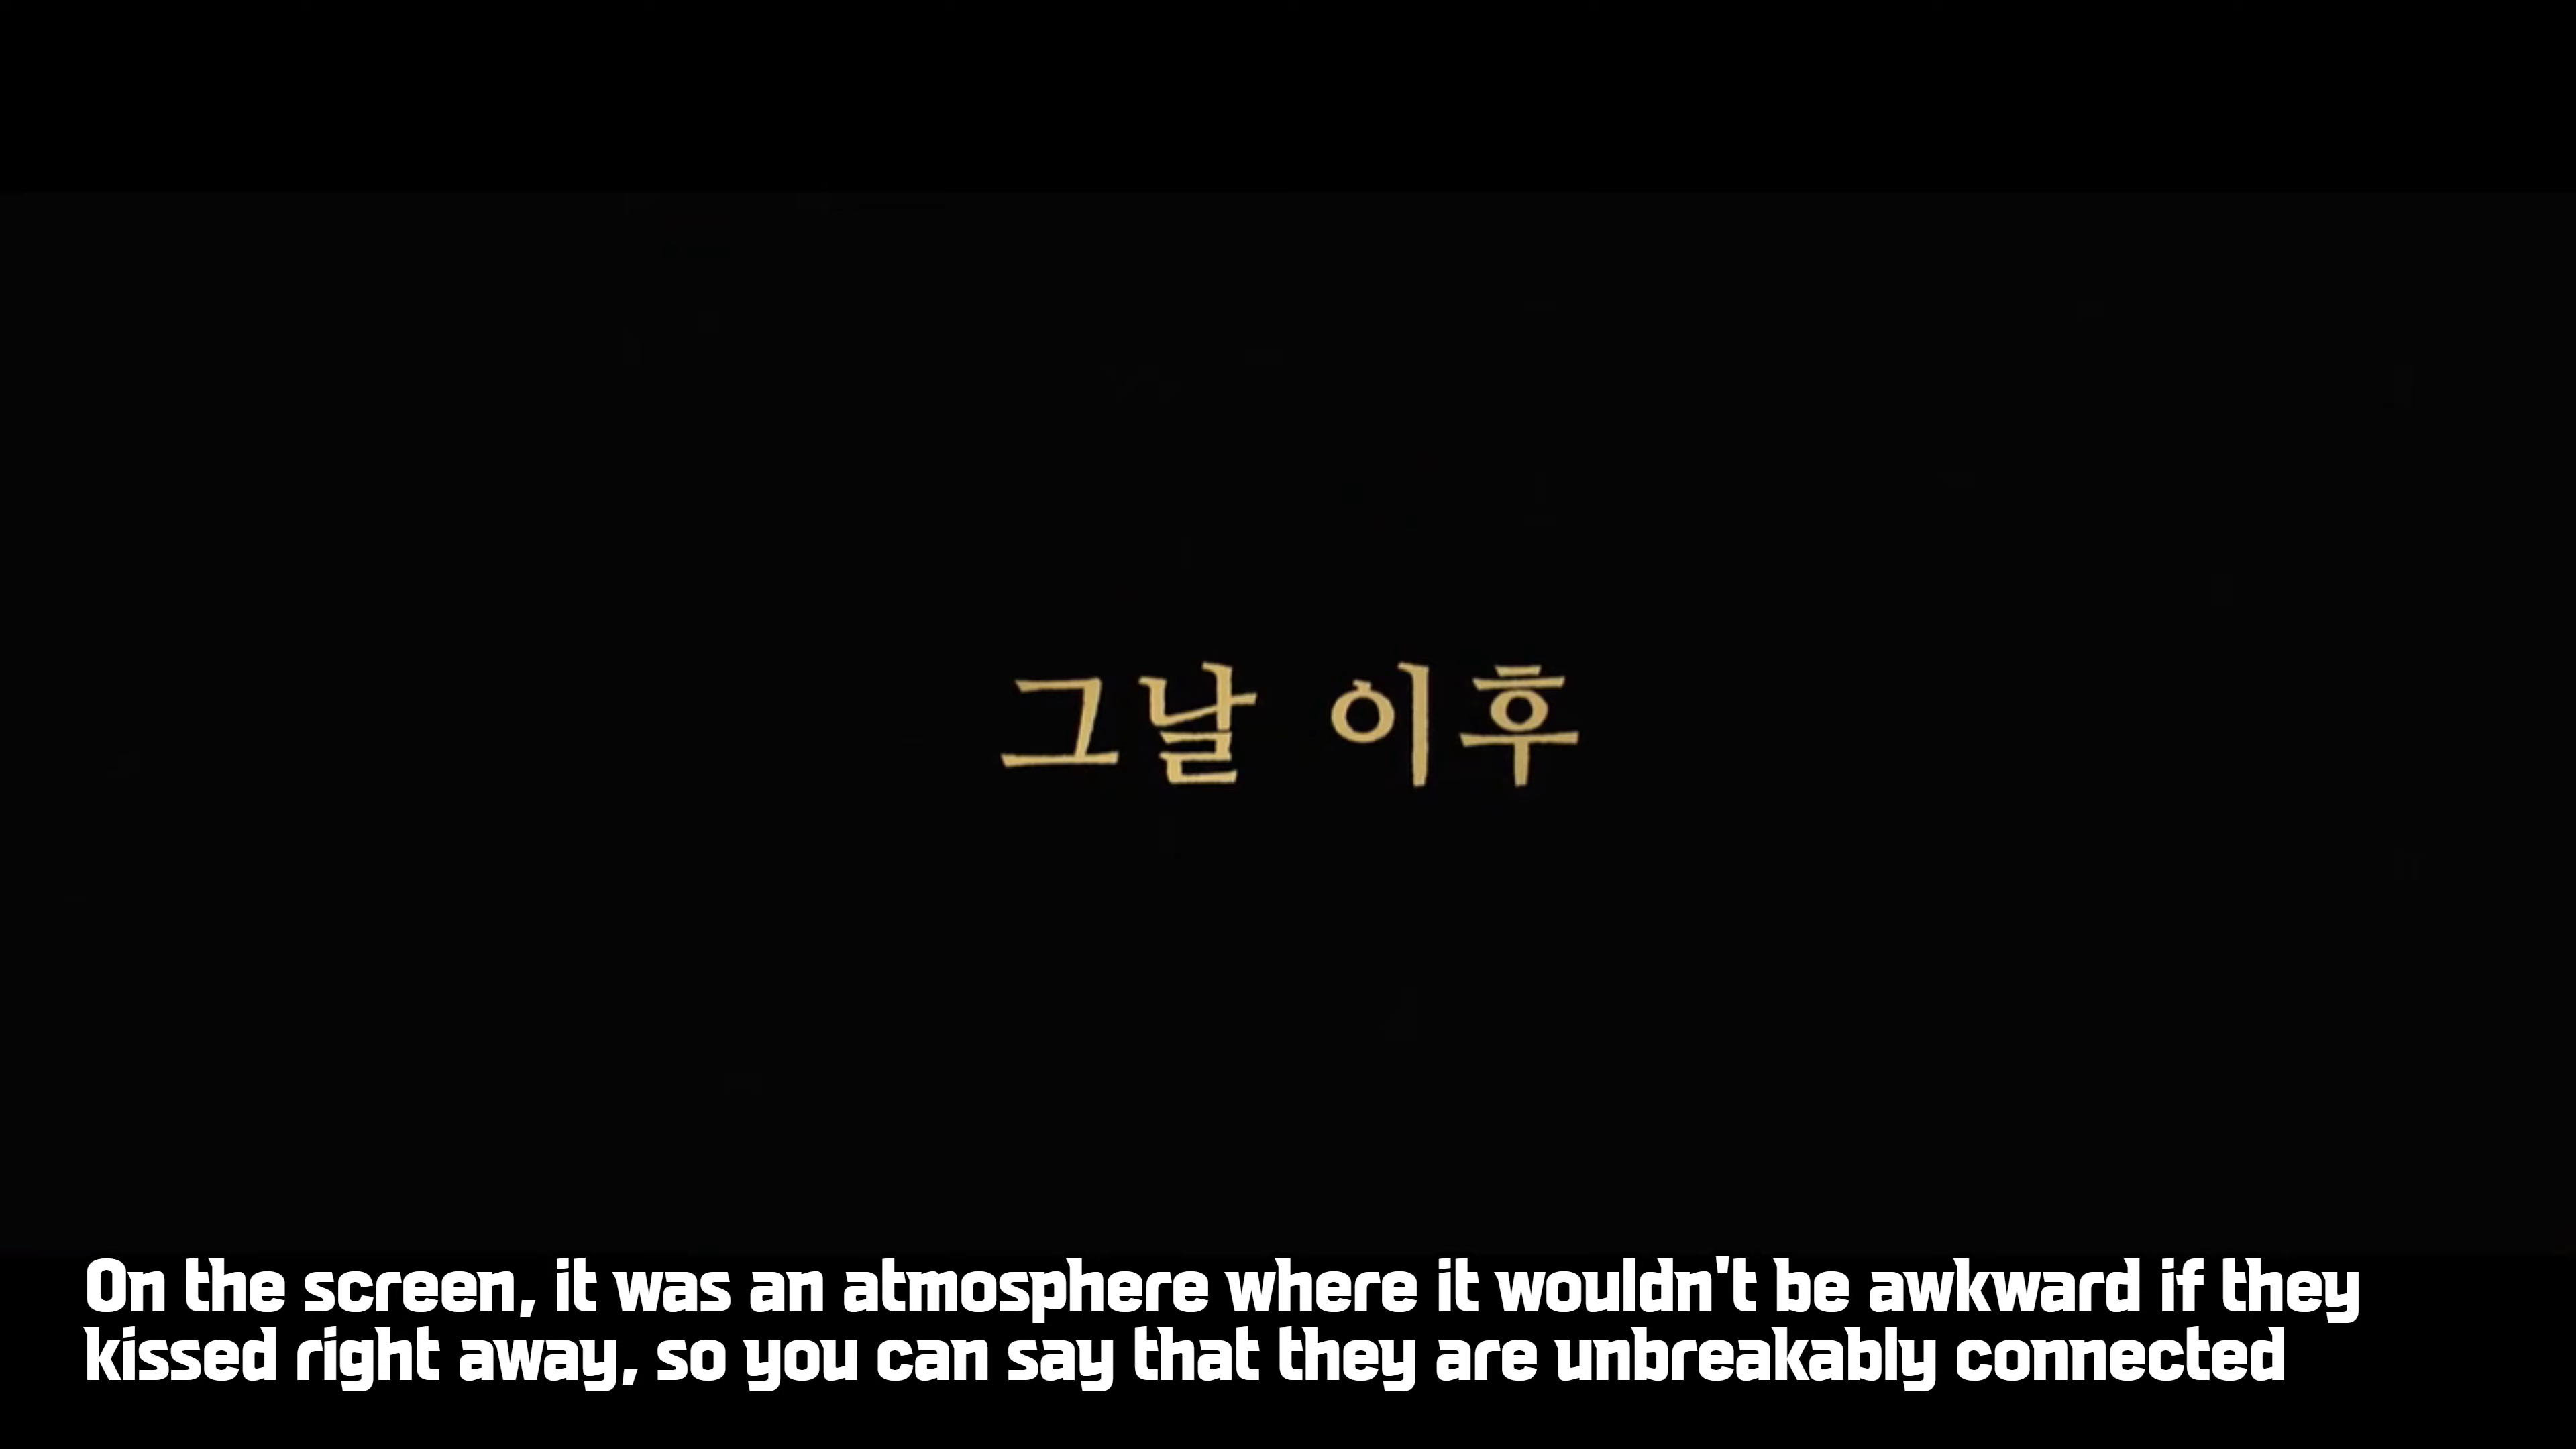 그날 이후
On the screen, it was an atmosphere where it wouldn't be awkward if they
kissed right away, so you can say that they are unbreakably connected